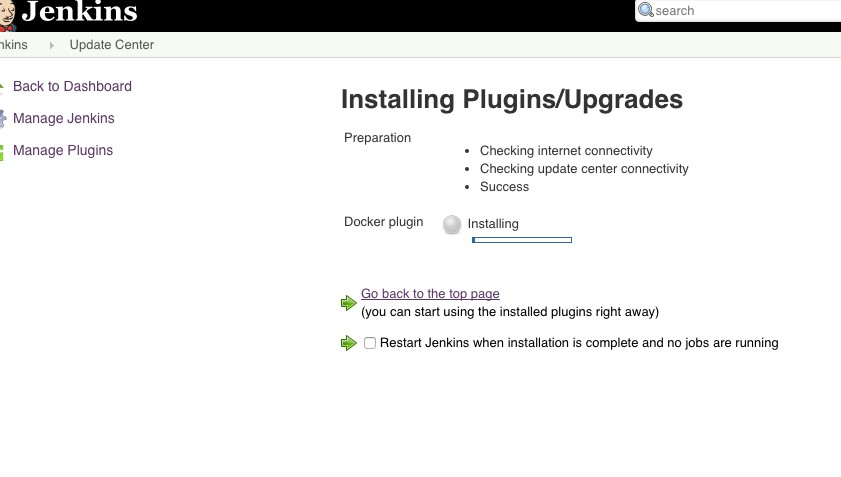 Jenkins
search
nkins
Update Center
Back to Dashboard
Manage Jenkins
Manage Plugins
Installing Plugins/Upgrades
Preparation
Checking internet connectivity
Checking update center connectivity
Success
Docker plugin
Installing
Go back to the top page
(you can start using the installed plugins right away)
Restart Jenkins when installation is complete and no jobs are running